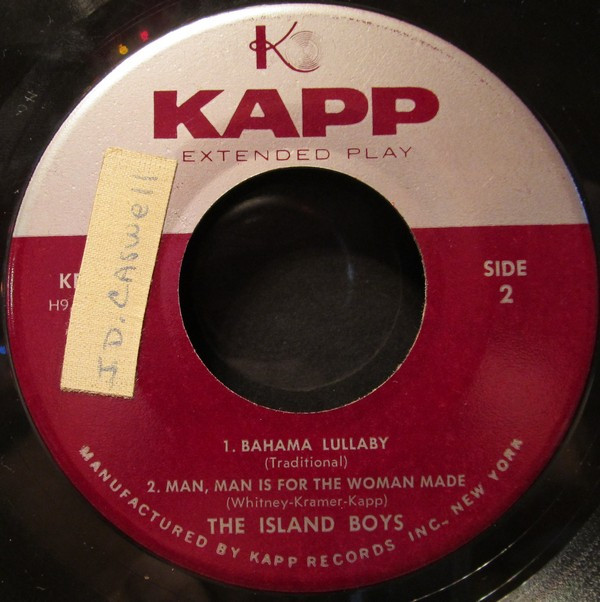 K
KAPP
EXTENDED PLAY
J.D. CASWELL
SIDE
2
H9
1. BAHAMA LULLABY
(Traditional)
2. MAN, MAN IS FOR THE WOMAN MADE
(Whitney-Kramer-Kapp)
THE ISLAND BOYS
MANUFACTURED BY KAPP RECORDS INC., NEW YORK